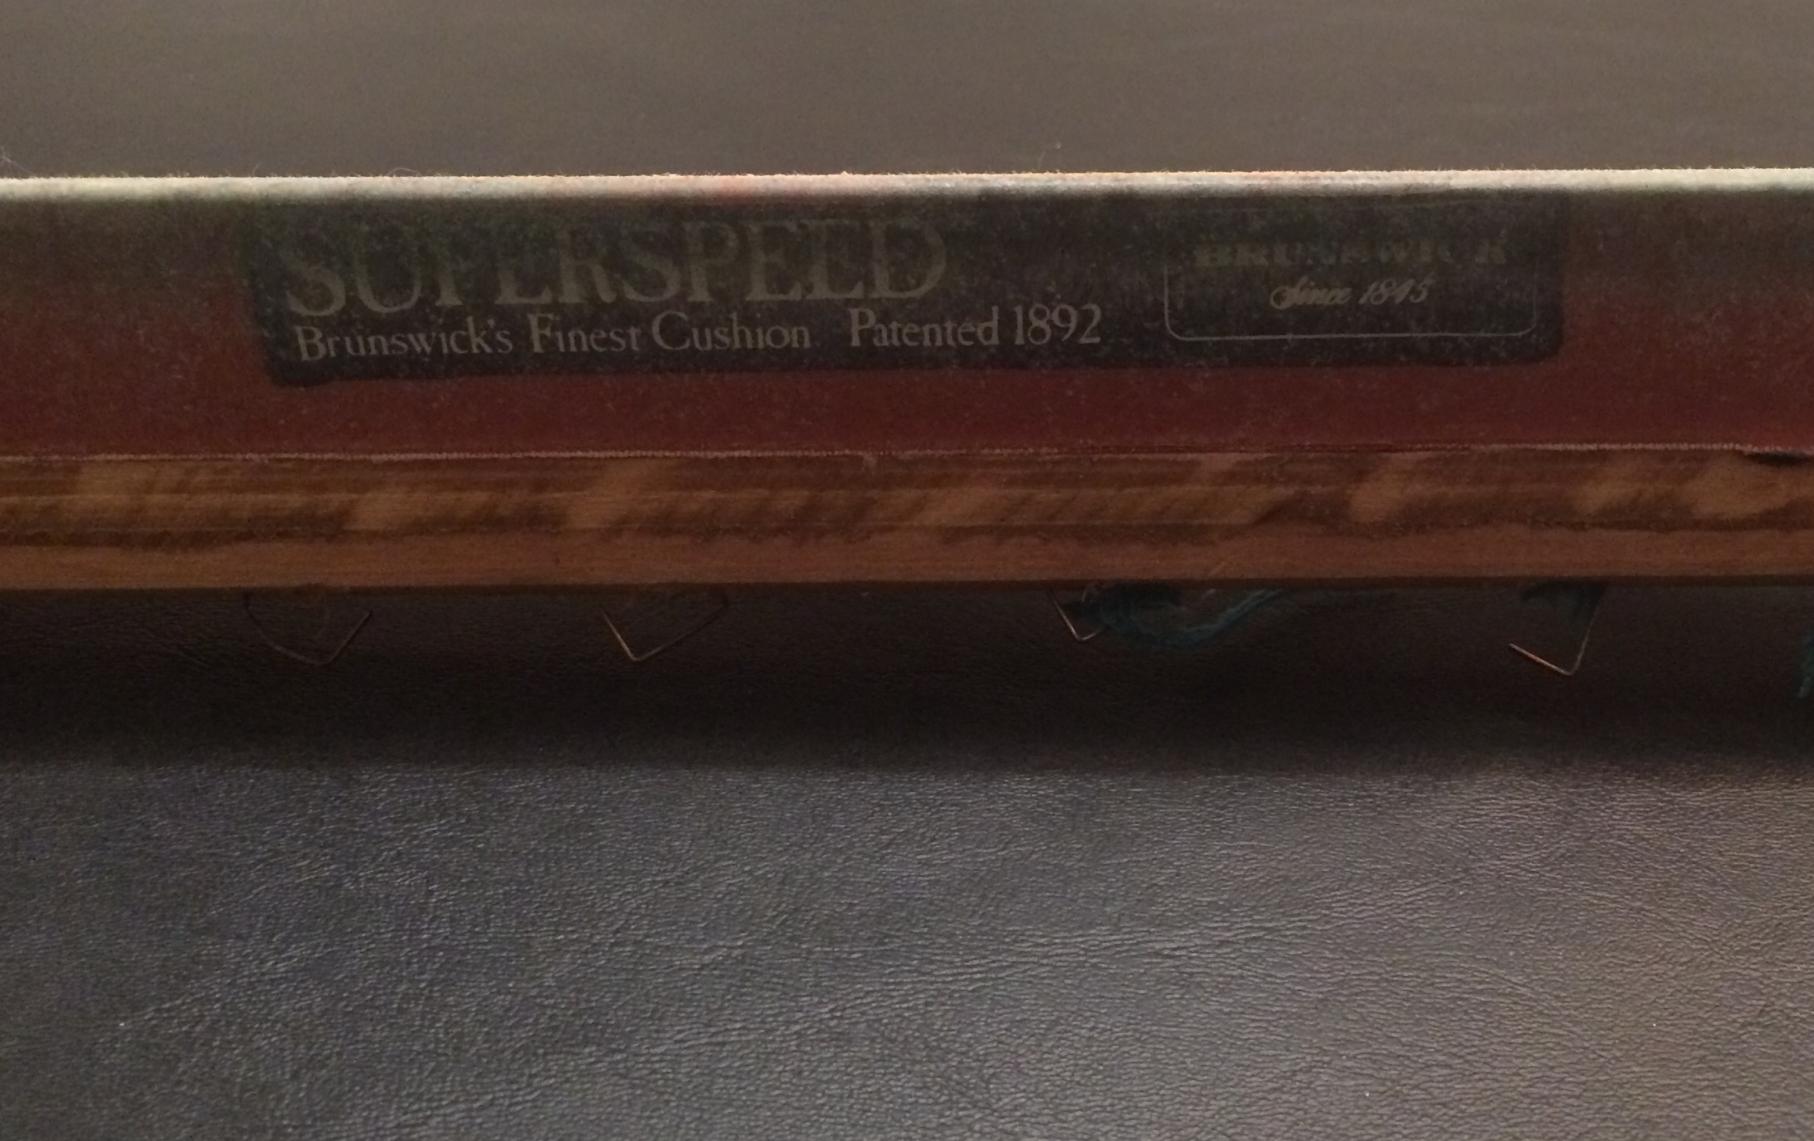 SUPERSPEED
Brunswick's Finest Cushion Patented 1892
BRUNSWICK
Since 1845